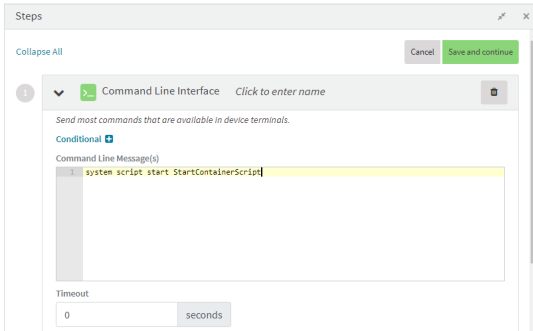 Steps
Collapse All
Cancel
Save and continue
1
>_
Command Line Interface Click to enter name
Send most commands that are available in device terminals.
Conditional
Command Line Message(s)
1 system script start StartContainerScript
Timeout
0 seconds